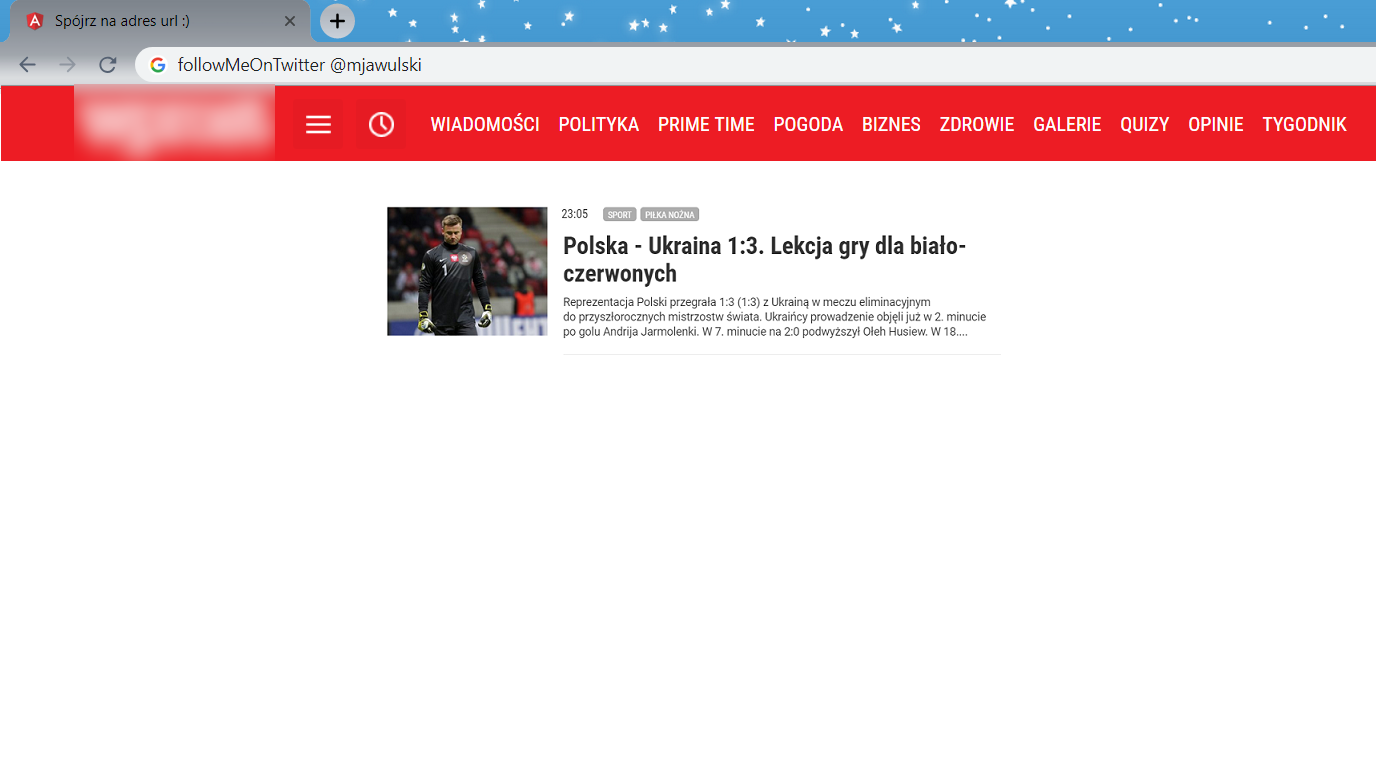 Spójrz na adres url :)
followMeOnTwitter @mjawulski
WIADOMOŚCI POLITYKA PRIME TIME POGODA BIZNES ZDROWIE GALERIE QUIZY OPINIE TYGODNIK
23:05 SPORT PIŁKA NOŻNA
Polska - Ukraina 1:3. Lekcja gry dla biało-
czerwonych
Reprezentacja Polski przegrała 1:3 (1:3) z Ukrainą w meczu eliminacyjnym
do przyszłorocznych mistrzostw świata. Ukraińcy prowadzenie objęli już w 2. minucie
po golu Andrija Jarmolenki. W 7. minucie na 2:0 podwyższył Ołeh Husiew. W 18....
1